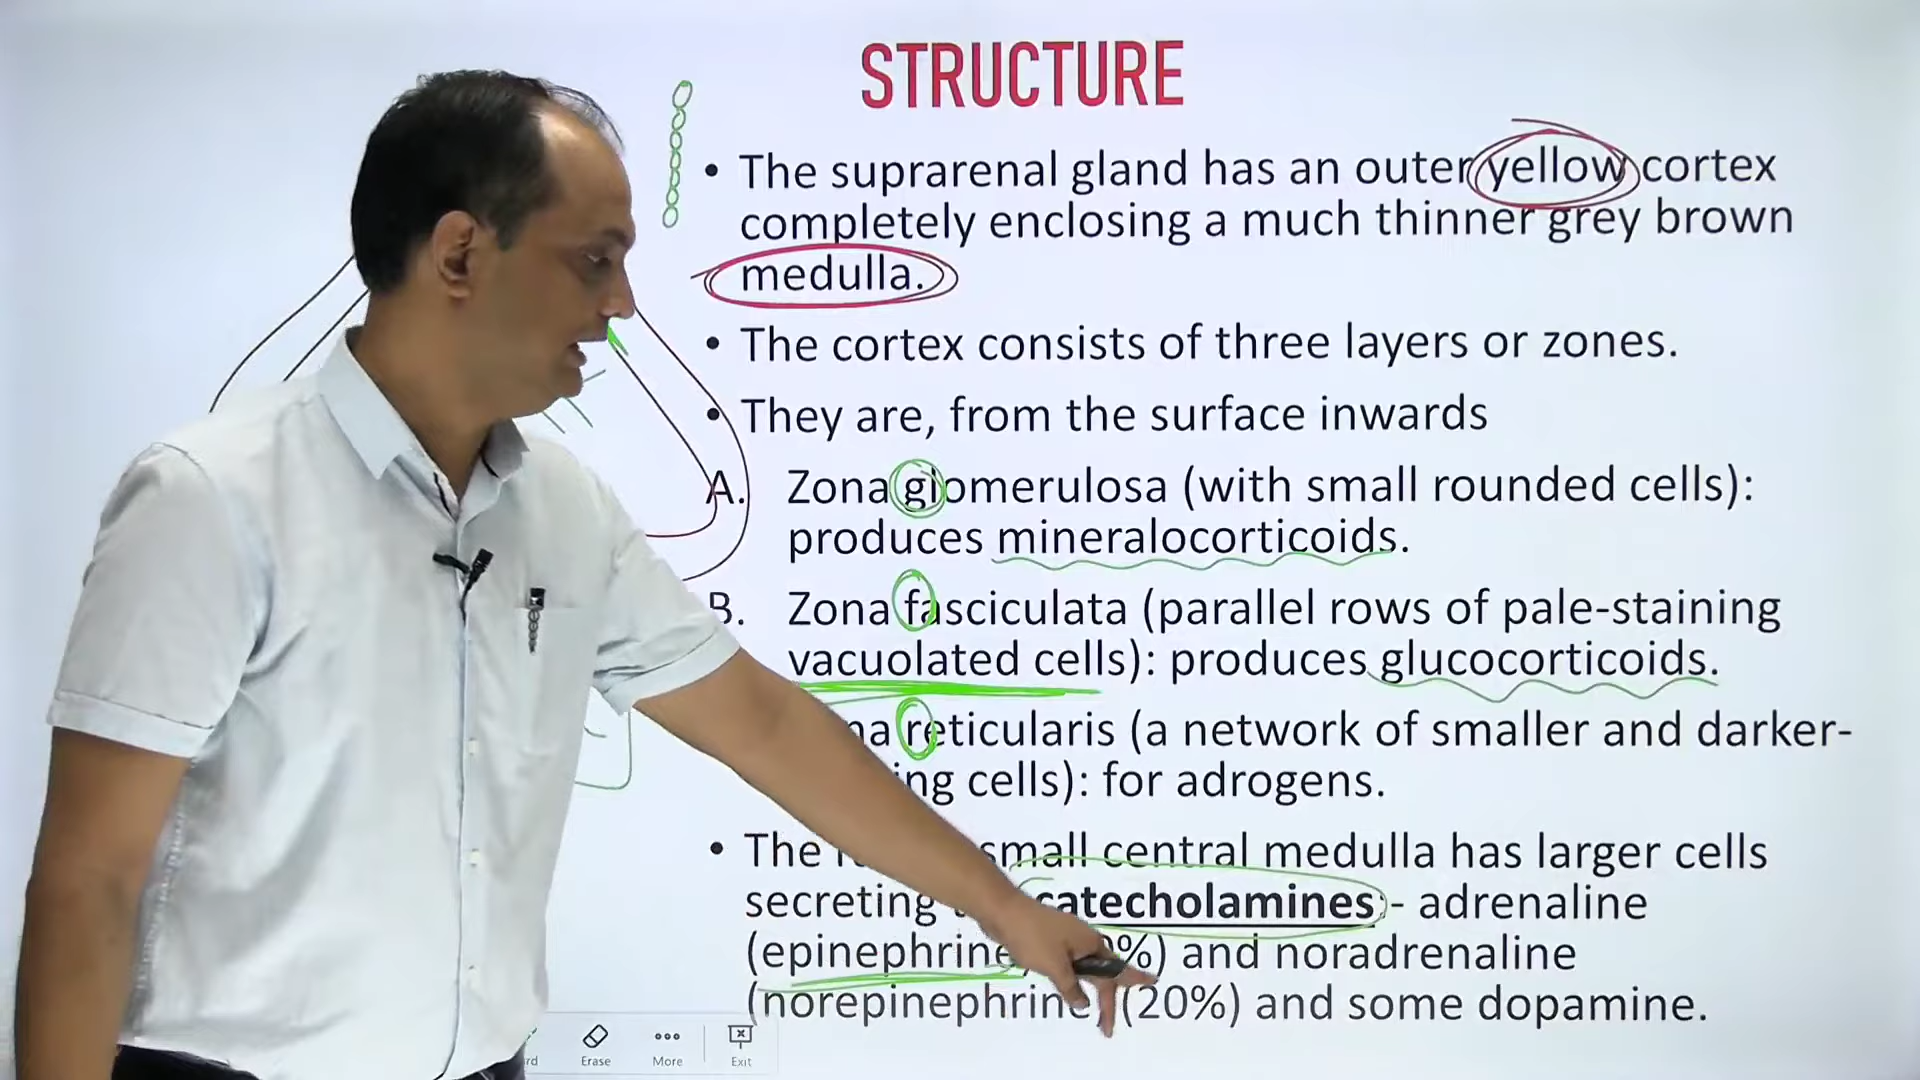 STRUCTURE
• The suprarenal gland has an outer yellow cortex
completely enclosing a much thinner grey brown
medulla.
• The cortex consists of three layers or zones.
• They are, from the surface inwards
A. Zona glomerulosa (with small rounded cells):
produces mineralocorticoids.
B. Zona fasciculata (parallel rows of pale-staining
vacuolated cells): produces glucocorticoids.
reticularis (a network of smaller and darker-
cells): for adrogens.
• The small central medulla has larger cells
secreting catecholamines:- adrenaline
(epinephrine) and noradrenaline
(norepinephrine) (20%) and some dopamine.
Erase More Exit